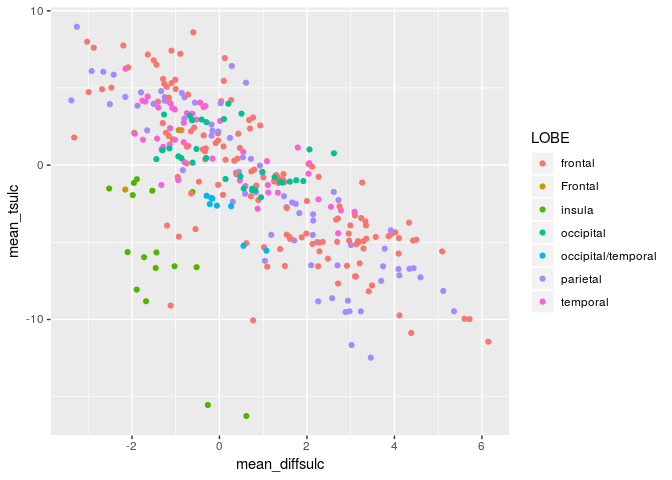 10
0
-10
mean_tsulc
-2
0
2
4
6
mean_diffsulc
LOBE
frontal
Frontal
insula
occipital
occipital/temporal
parietal
temporal